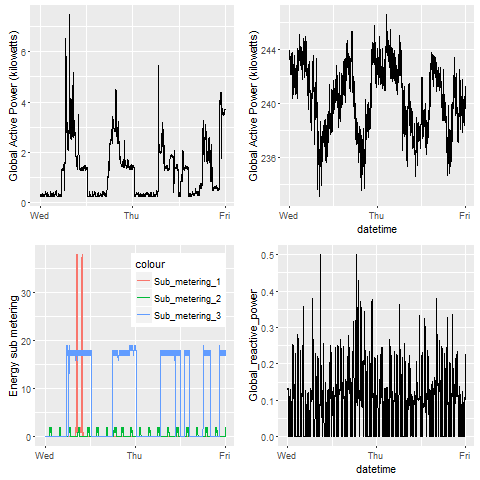 Global Active Power (kilowatts)
6
4
2
0
Wed
Thu
Fri
Global Active Power (kilowatts)
244
240
236
Wed
Thu
Fri
datetime
Energy sub metering
30
20
10
0
colour
Sub_metering_1
Sub_metering_2
Sub_metering_3
Wed
Thu
Fri
Global_reactive_power
0.5
0.4
0.3
0.2
0.1
0.0
Wed
Thu
Fri
datetime